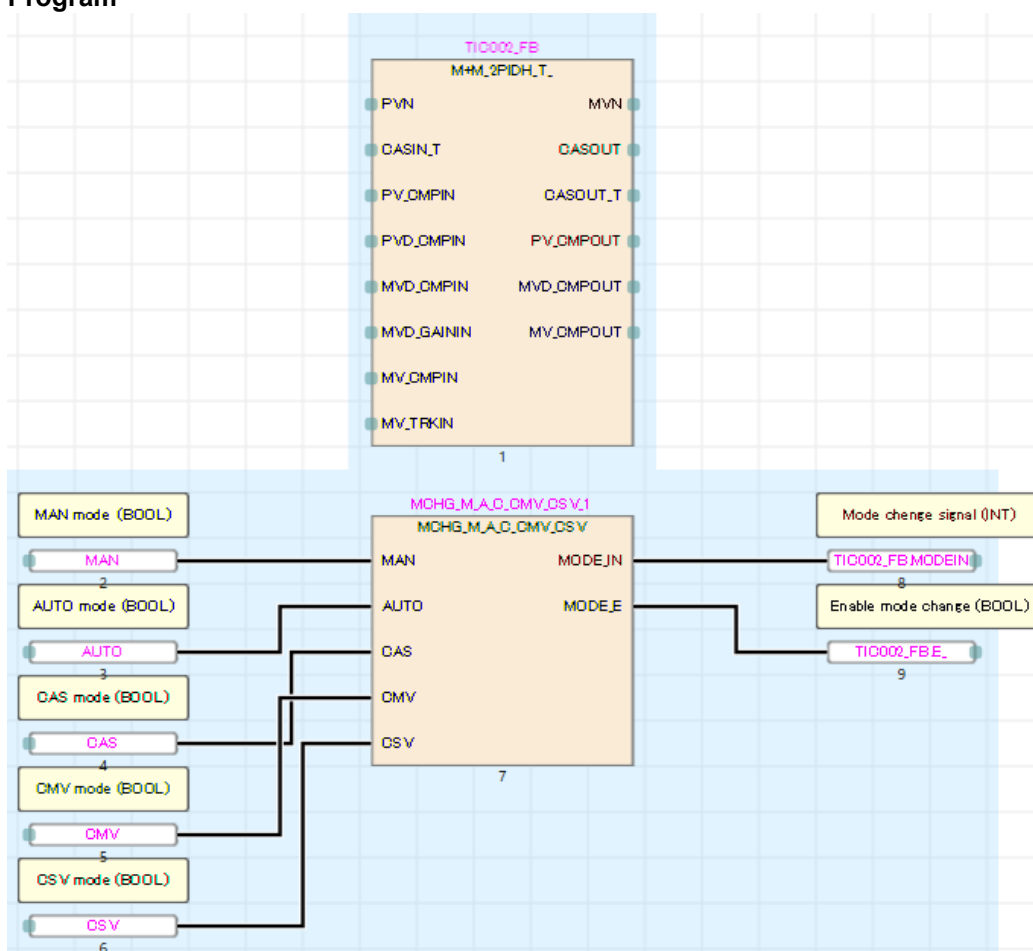 Program
TIC002_FB
M+M_2PIDH_T_
PVN MVN
CASIN_T CASOUT
PV_CMPIN CASOUT_T
PVD_CMPIN PV_CMPOUT
MVD_CMPIN MVD_CMPOUT
MVD_GAININ MV_CMPOUT
MV_CMPIN
MV_TRKIN
1
MAN mode (BOOL)
MAN
2
AUTO mode (BOOL)
AUTO
3
CAS mode (BOOL)
CAS
4
CMV mode (BOOL)
CMV
5
CSV mode (BOOL)
CSV
6
MCHG_M_A_C_CMV_CSV_1
MCHG_M_A_C_CMV_CSV
MAN MODE_IN
AUTO MODE_E
CAS
CMV
CSV
7
Mode chenge signal (INT)
TIC002_FB.MODEIN
8
Enable mode change (BOOL)
TIC002_FB.E_
9